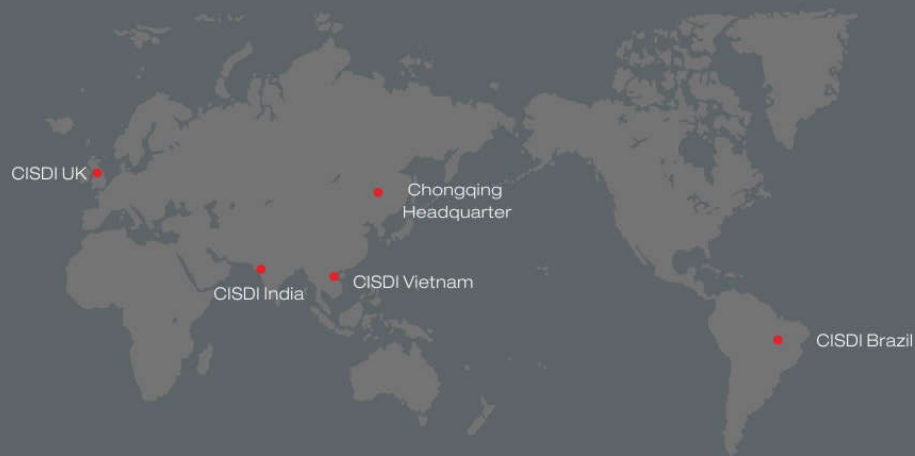 CISDI UK
Chongqing
Headquarter
CISDI India
CISDI Vietnam
CISDI Brazil